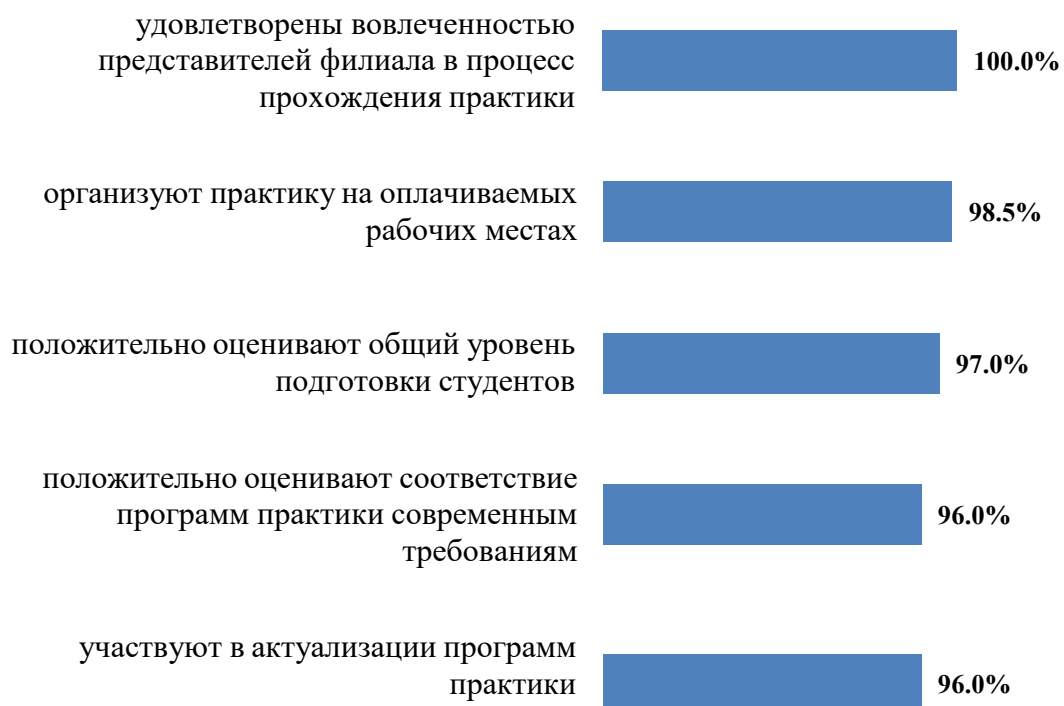 удовлетворены вовлеченностью
представителей филиала в процесс
прохождения практики
100.0%
организуют практику на оплачиваемых
рабочих местах
98.5%
положительно оценивают общий уровень
подготовки студентов
97.0%
положительно оценивают соответствие
программ практики современным
требованиям
96.0%
участвуют в актуализации программ
практики
96.0%